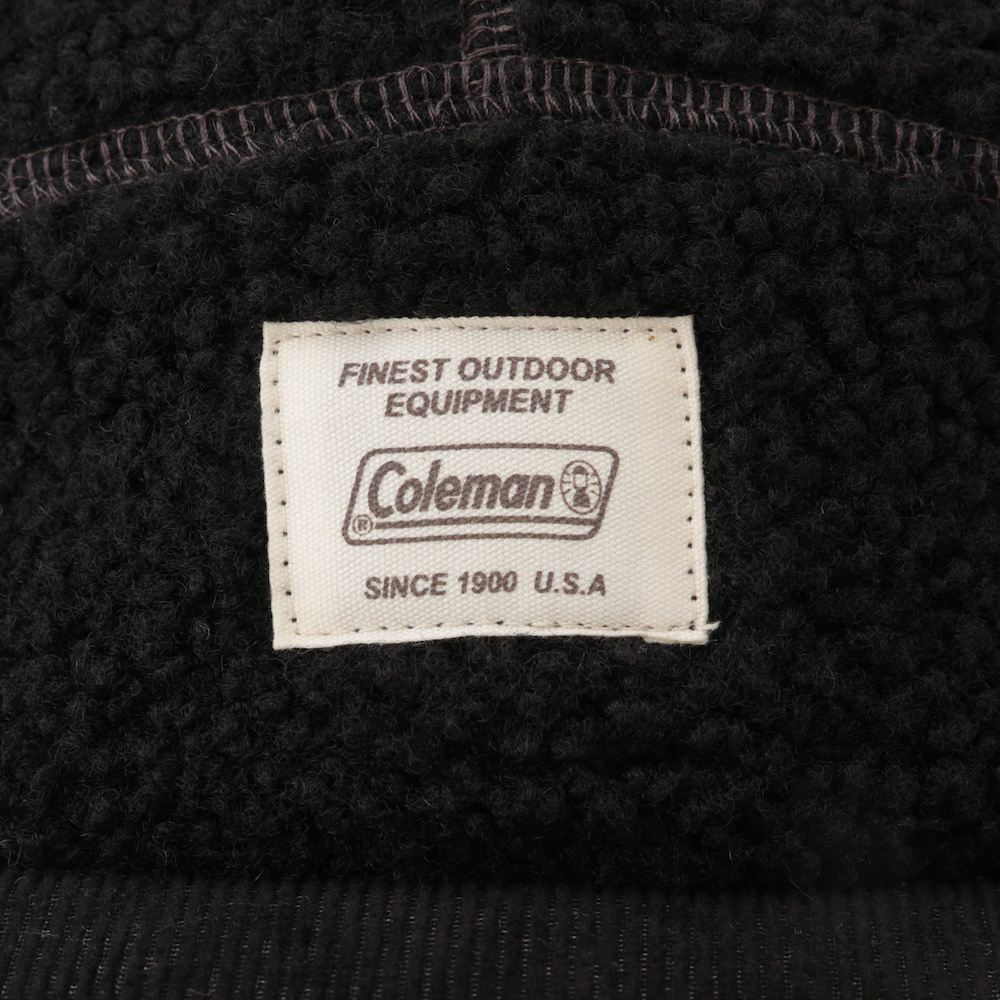 FINEST OUTDOOR
EQUIPMENT
Coleman
®
SINCE 1900 U.S.A